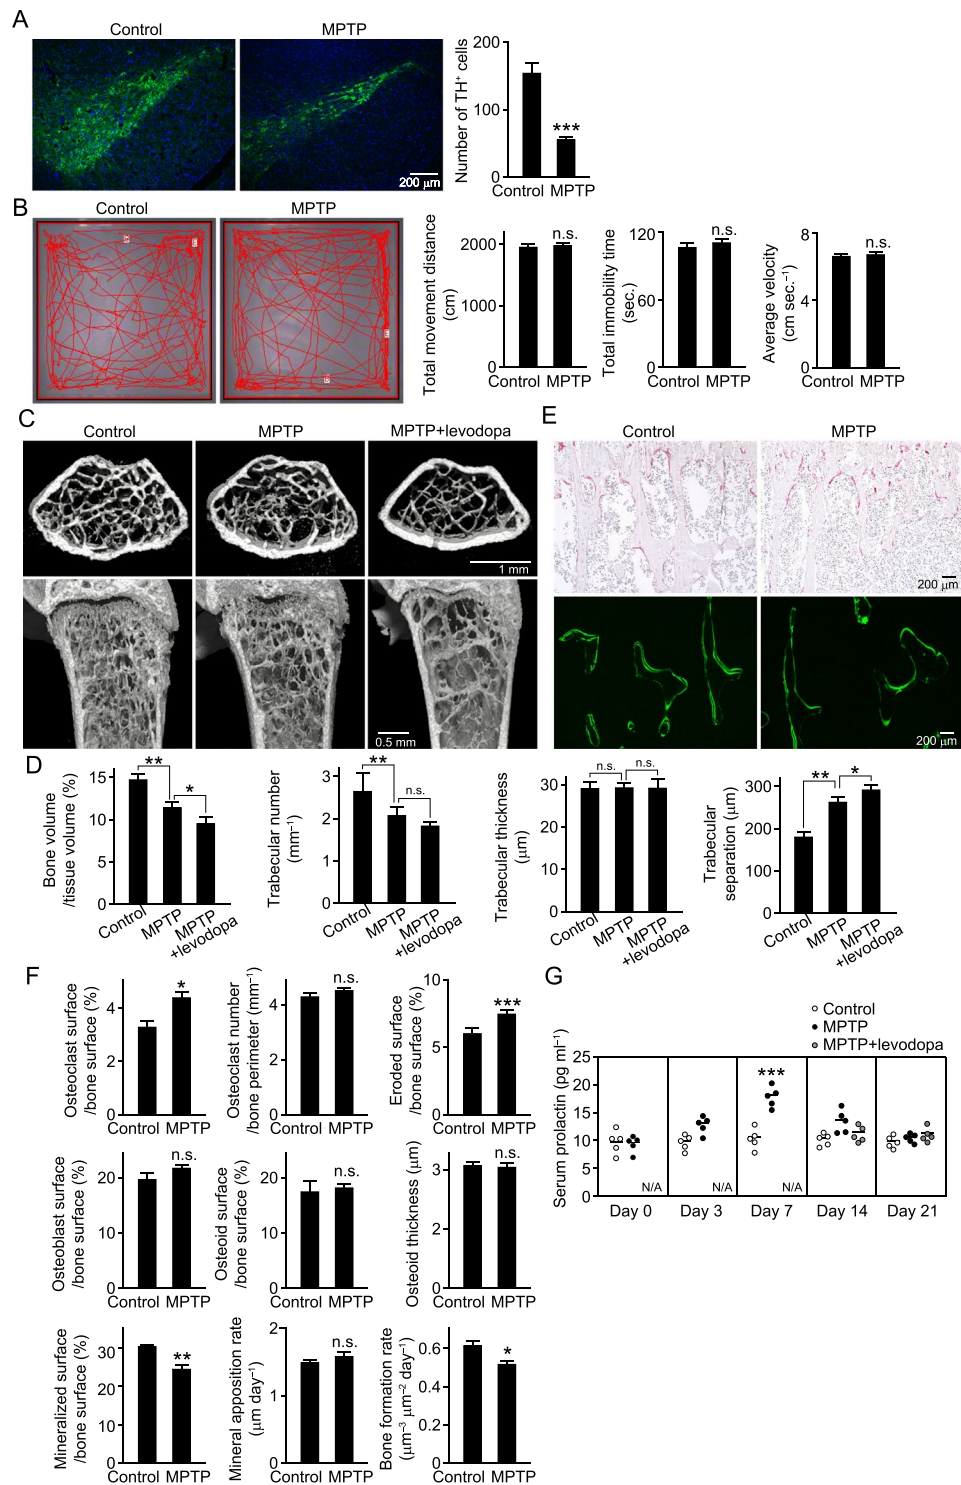 A
Control
MPTP
200 μm
Number of TH⁺ cells
200
100
0
***
Control MPTP
B
Control
MPTP
Total movement distance
(cm)
2000
1000
0
n.s.
Control MPTP
Total immobility time
(sec.)
120
60
0
n.s.
Control MPTP
Average velocity
(cm sec.⁻¹)
8
4
0
n.s.
Control MPTP
C
Control
MPTP
MPTP+levodopa
1 mm
0.5 mm
E
Control
MPTP
200 μm
200 μm
D
Bone volume
/tissue volume (%)
15
10
5
0
**
*
Control
MPTP
MPTP
+levodopa
Trabecular number
(mm⁻¹)
3
2
1
0
**
n.s.
Control
MPTP
MPTP
+levodopa
Trabecular thickness
(μm)
30
20
10
0
n.s.
n.s.
Control
MPTP
MPTP
+levodopa
Trabecular
separation (μm)
300
200
100
0
**
*
Control
MPTP
MPTP
+levodopa
F
Osteoclast surface
/bone surface (%)
4
2
0
*
Control MPTP
Osteoclast number
/bone perimeter (mm⁻¹)
4
2
0
n.s.
Control MPTP
Eroded surface
/bone surface (%)
10
5
0
***
Control MPTP
Osteoblast surface
/bone surface (%)
20
10
0
n.s.
Control MPTP
Osteoid surface
/bone surface (%)
20
10
0
n.s.
Control MPTP
Osteoid thickness (μm)
3
2
0
n.s.
Control MPTP
Mineralized surface
/bone surface (%)
30
20
10
0
**
Control MPTP
Mineral apposition rate
(μm day⁻¹)
2
1
0
n.s.
Control MPTP
Bone formation rate
(μm⁻³ μm⁻² day⁻¹)
0.6
0.4
0.2
0
*
Control MPTP
G
Control
MPTP
MPTP+levodopa
Serum prolactin (pg ml⁻¹)
25
20
15
10
5
0
***
N/A
N/A
N/A
Day 0
Day 3
Day 7
Day 14
Day 21